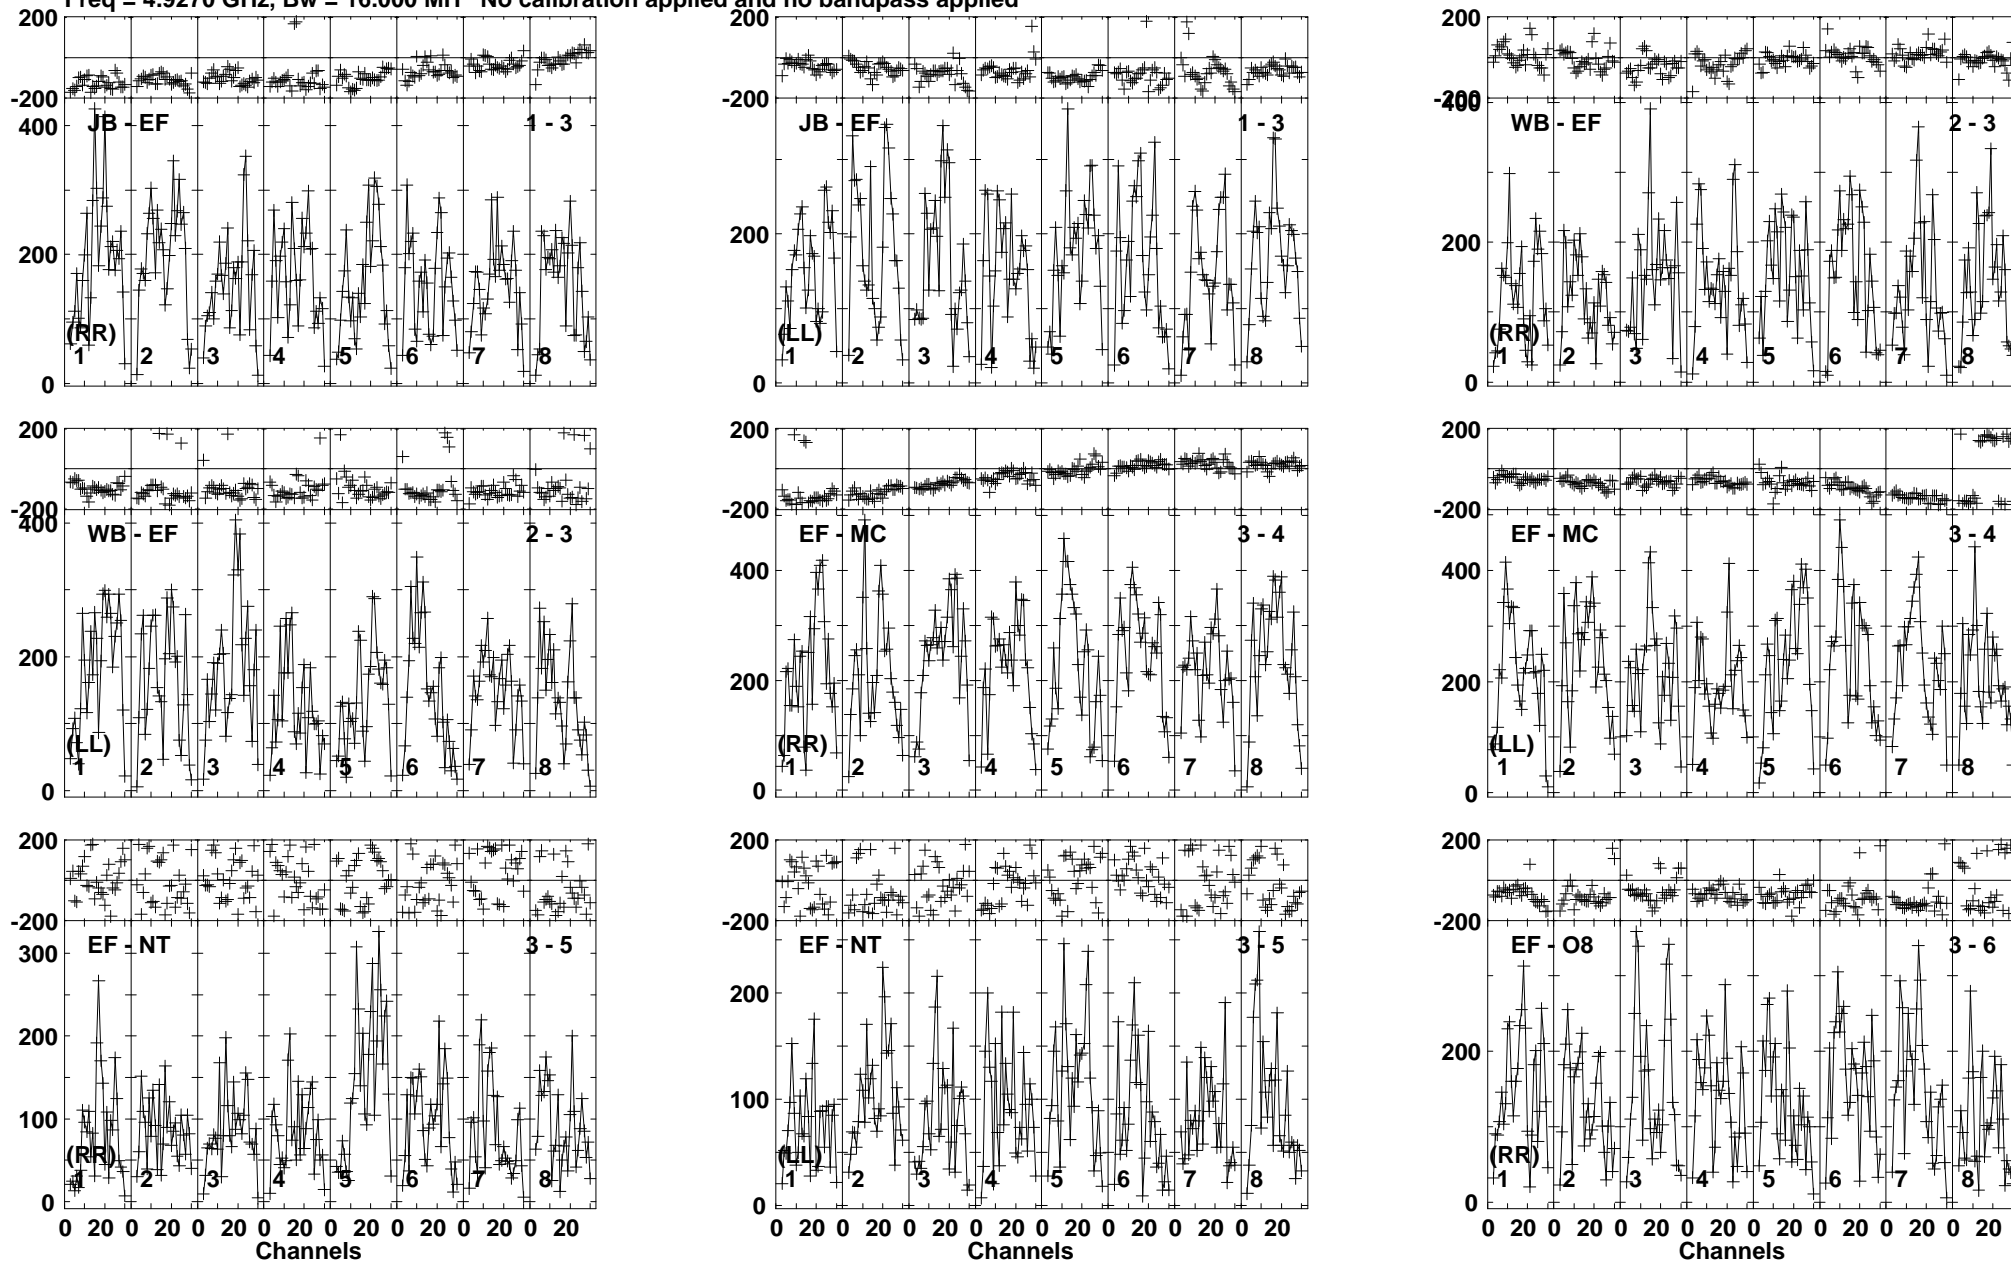 Freq = 4.9270 GHz, Bw = 16.000 MH No calibration applied and no bandpass applied
200 200 200
-200 -200 -200
400 JB - EF 1 - 3 JB - EF 1 - 3 400 WB - EF 2 - 3
200 200 200
(RR) (LL) (RR)
1 2 3 4 5 6 7 8 1 2 3 4 5 6 7 8 1 2 3 4 5 6 7 8
0 0 0
200 200 200
-200 -200 -200
400 WB - EF 2 - 3 EF - MC 3 - 4 EF - MC 3 - 4
400 400
200 200 200
(LL) (RR) (LL)
1 2 3 4 5 6 7 8 1 2 3 4 5 6 7 8 1 2 3 4 5 6 7 8
0 0 0
200 200 200
-200 -200 -200
300 EF - NT 3 - 5 EF - NT 3 - 5 EF - O8 3 - 6
200 200 200
100 100
(RR) (LL) (RR)
1 2 3 4 5 6 7 8 1 2 3 4 5 6 7 8 1 2 3 4 5 6 7 8
0 0 0
0 20 0 20 0 20 0 20 0 20 0 20 0 20 0 20 0 20 0 20 0 20 0 20 0 20 0 20 0 20 0 20 0 20 0 20 0 20 0 20 0 20 0 20 0 20 0 20
Channels Channels Channels